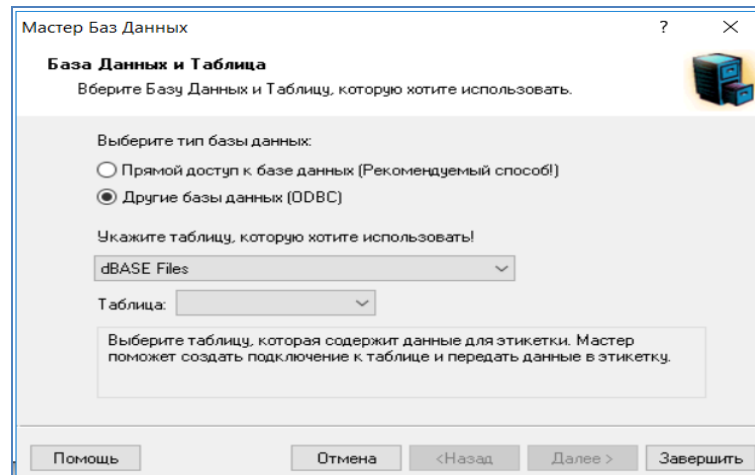 Мастер Баз Данных
?
База Данных и Таблица
Вберите Базу Данных и Таблицу, которую хотите использовать.
Выберите тип базы данных:
Прямой доступ к базе данных (Рекомендуемый способ!)
Другие базы данных (ODBC)
Укажите таблицу, которую хотите использовать!
dBASE Files
Таблица:
Выберите таблицу, которая содержит данные для этикетки. Мастер
поможет создать подключение к таблице и передать данные в этикетку.
Помощь
Отмена
<Назад
Далее >
Завершить